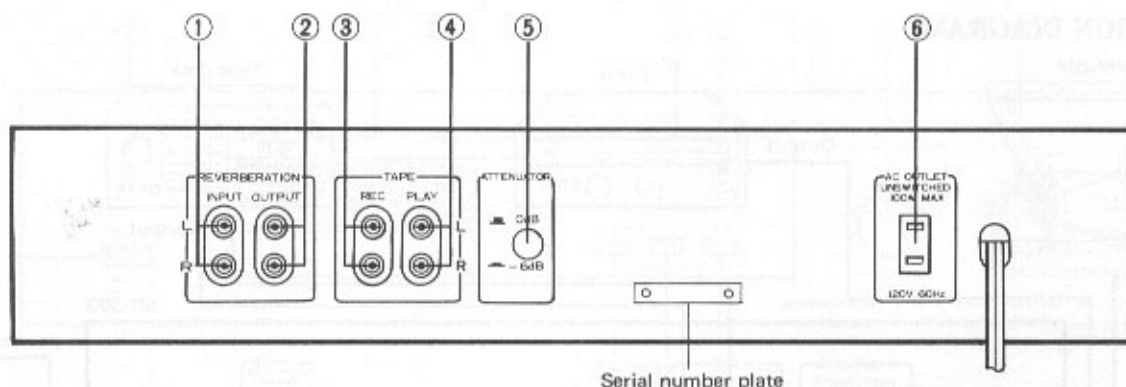 ① ② ③ ④ ⑤ ⑥
REVERBERATION
INPUT OUTPUT
L
R
TAPE
REC PLAY
L
R
ATTENUATOR
0dB
–6dB
AC OUTLET
UNSWITCHED
100W MAX
120V 60Hz
Serial number plate